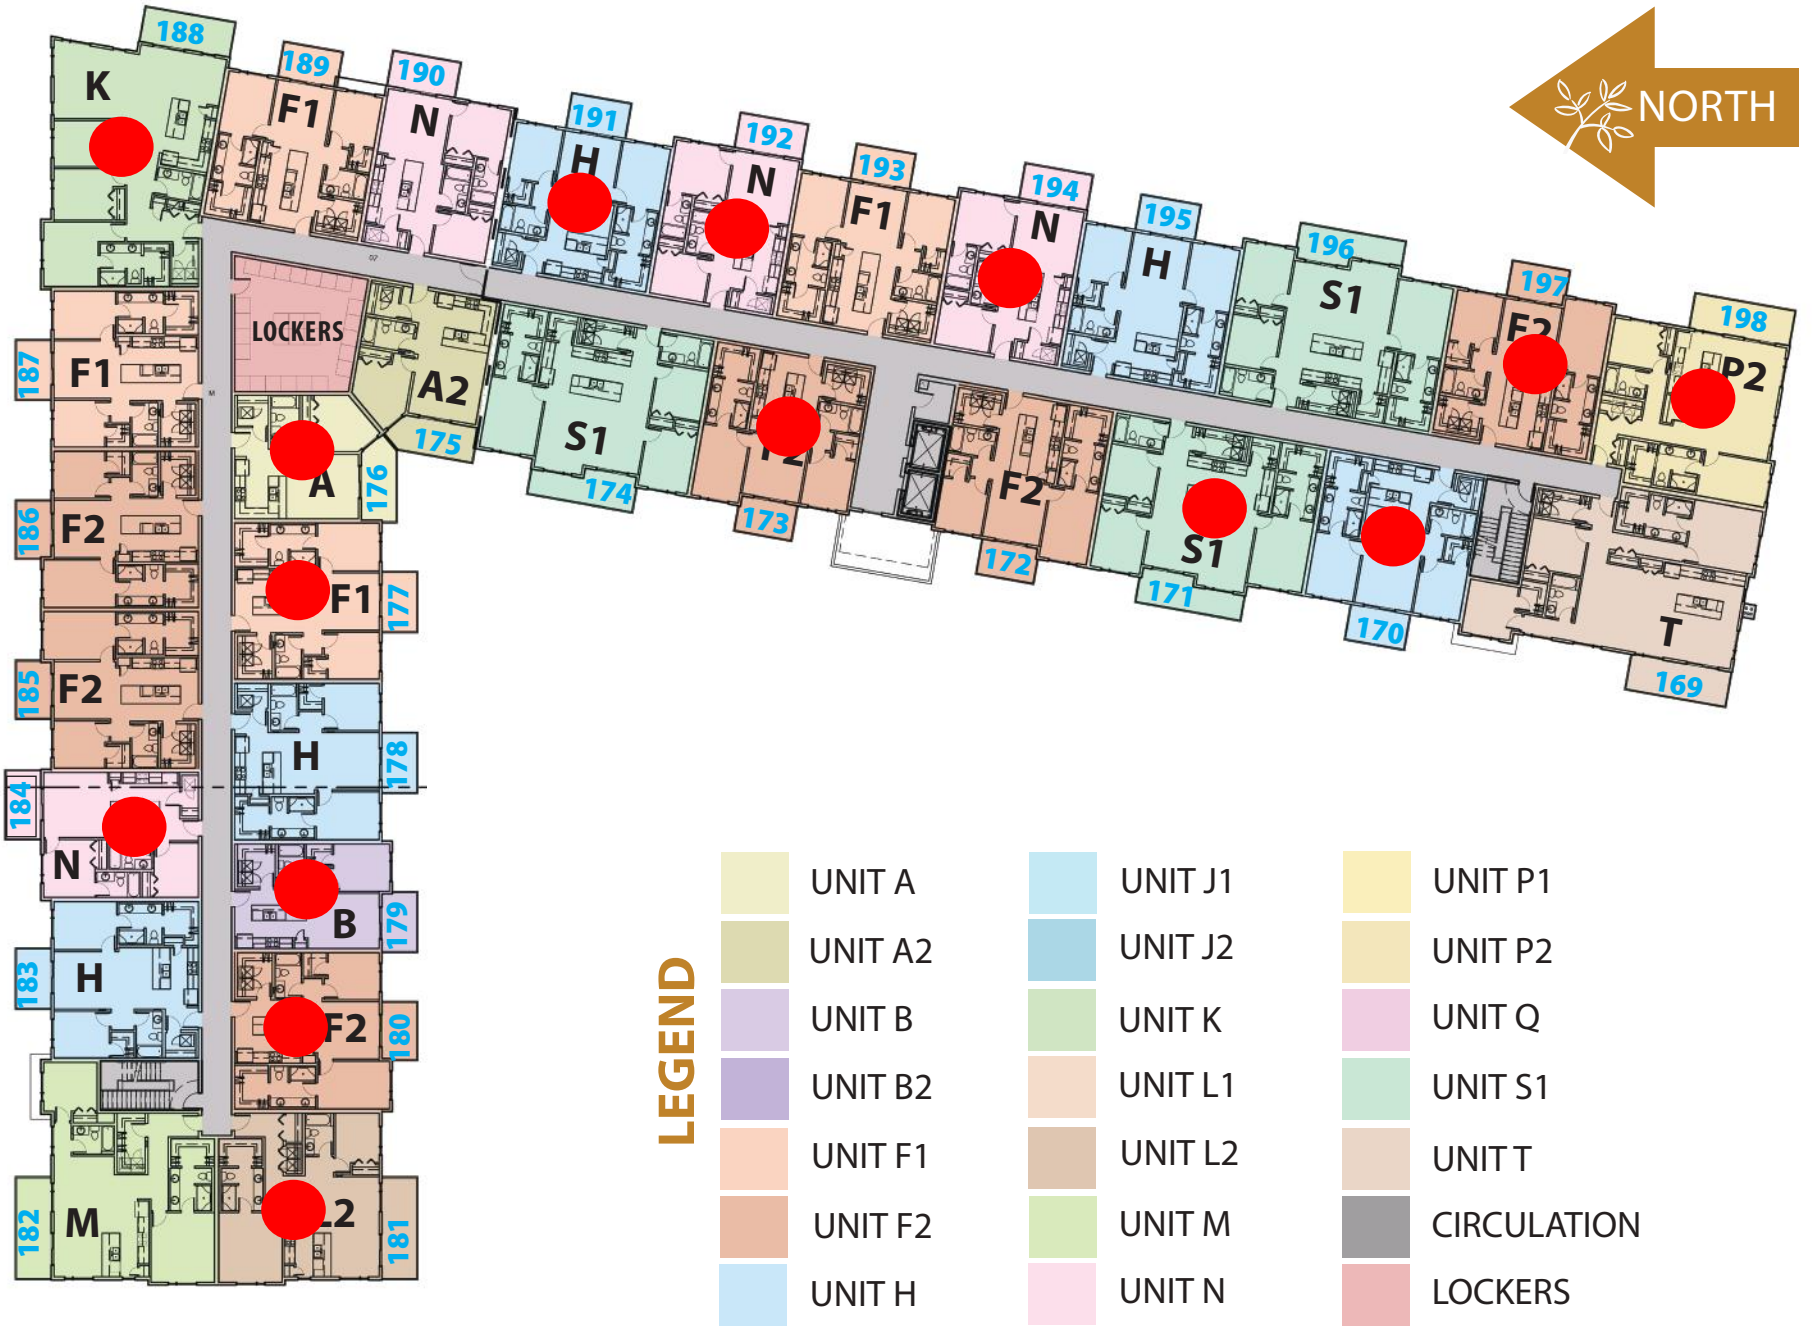 188
K
189
F1
190
N
191
H
192
N
193
F1
194
N
195
H
196
S1
197
F2
198
P2
NORTH
LOCKERS
A2
175
S1
174
F2
173
F2
172
S1
171
170
T
169
187
F1
A
176
186
F2
F1
177
185
F2
H
178
184
N
B
179
183
H
F2
180
182
M
L2
181
LEGEND
UNIT A
UNIT A2
UNIT B
UNIT B2
UNIT F1
UNIT F2
UNIT H
UNIT J1
UNIT J2
UNIT K
UNIT L1
UNIT L2
UNIT M
UNIT N
UNIT P1
UNIT P2
UNIT Q
UNIT S1
UNIT T
CIRCULATION
LOCKERS